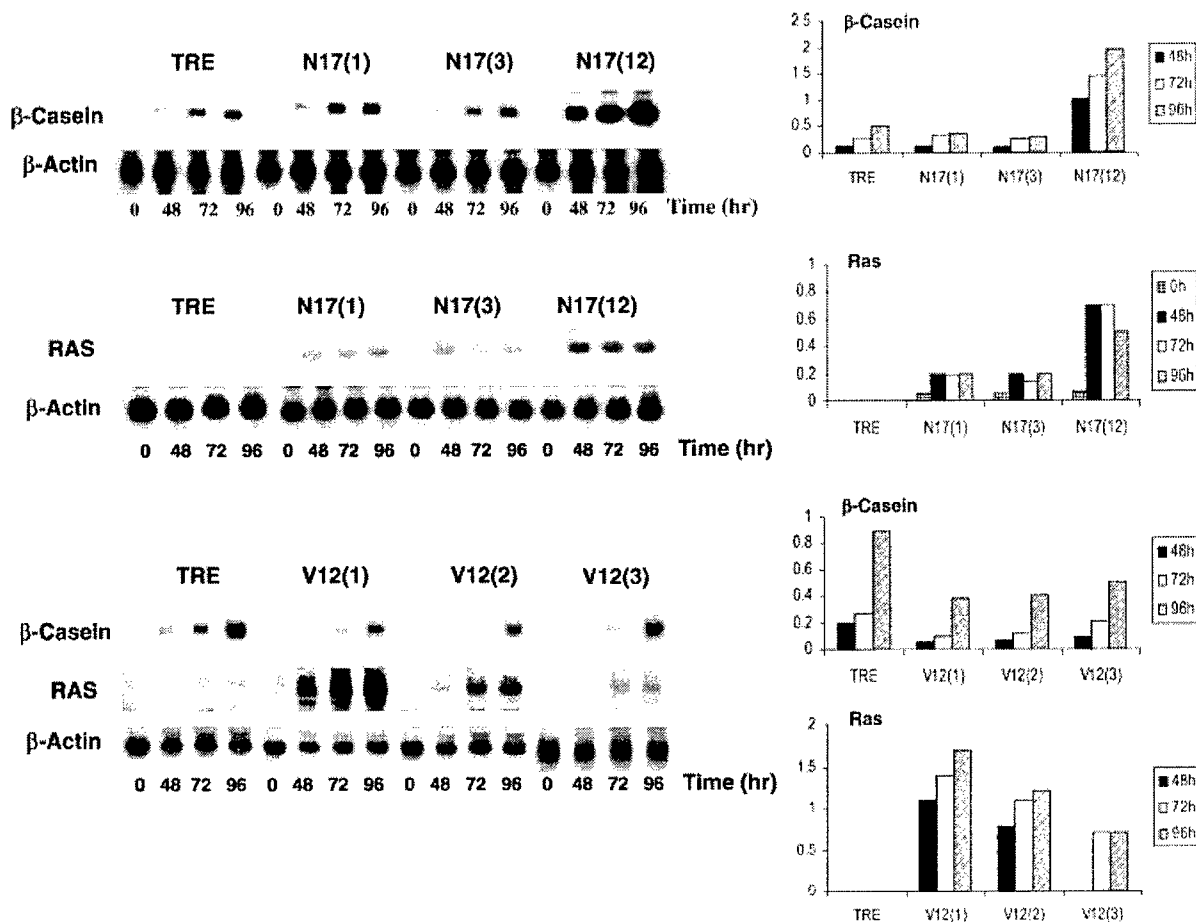 TRE N17(1) N17(3) N17(12)
β-Casein
β-Actin
0 48 72 96 0 48 72 96 0 48 72 96 0 48 72 96 Time (hr)
β-Casein
2.5
2
1.5
1
0.5
0
TRE N17(1) N17(3) N17(12)
48h
72h
96h
TRE N17(1) N17(3) N17(12)
RAS
β-Actin
0 48 72 96 0 48 72 96 0 48 72 96 0 48 72 96 Time (hr)
Ras
1
0.8
0.6
0.4
0.2
0
TRE N17(1) N17(3) N17(12)
0h
48h
72h
96h
TRE V12(1) V12(2) V12(3)
β-Casein
RAS
β-Actin
0 48 72 96 0 48 72 96 0 48 72 96 0 48 72 96 Time (hr)
β-Casein
1
0.8
0.6
0.4
0.2
0
TRE V12(1) V12(2) V12(3)
48h
72h
96h
Ras
2
1.5
1
0.5
0
TRE V12(1) V12(2) V12(3)
48h
72h
96h